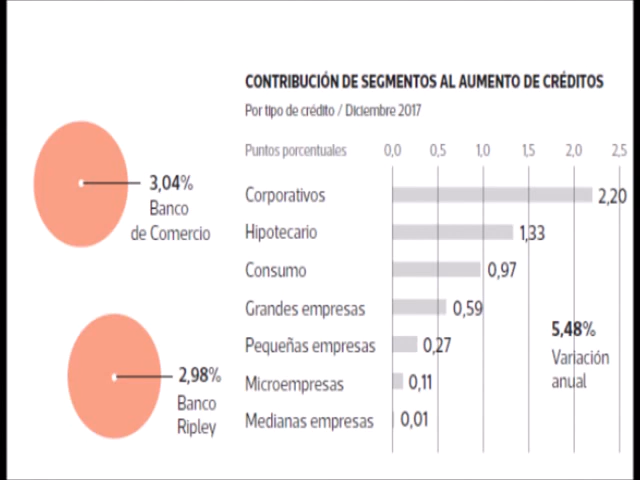 CONTRIBUCIÓN DE SEGMENTOS AL AUMENTO DE CRÉDITOS
Por tipo de crédito / Diciembre 2017
Puntos porcentuales 0,0 0,5 1,0 1,5 2,0 2,5
Corporativos 2,20
Hipotecario 1,33
Consumo 0,97
Grandes empresas 0,59
Pequeñas empresas 0,27
Microempresas 0,11
Medianas empresas 0,01
5,48%
Variación
anual
3,04%
Banco
de Comercio
2,98%
Banco
Ripley